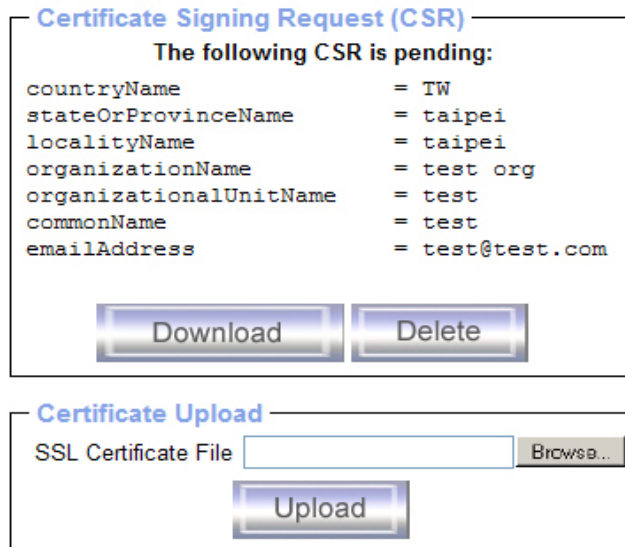 Certificate Signing Request (CSR)
The following CSR is pending:
countryName = TW
stateOrProvinceName = taipei
localityName = taipei
organizationName = test org
organizationalUnitName = test
commonName = test
emailAddress = test@test.com
Download Delete
Certificate Upload
SSL Certificate File Browse...
Upload